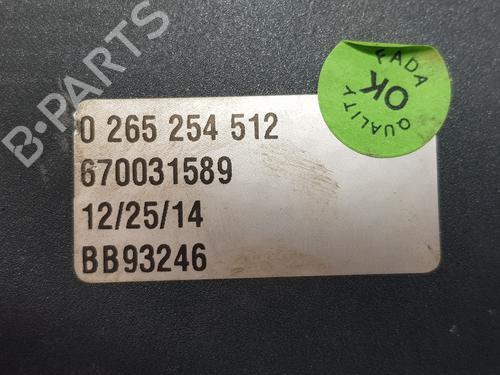 B-PARTS
0 265 254 512
670031589
12/25/14
BB93246
FADA
OK
QUALITY